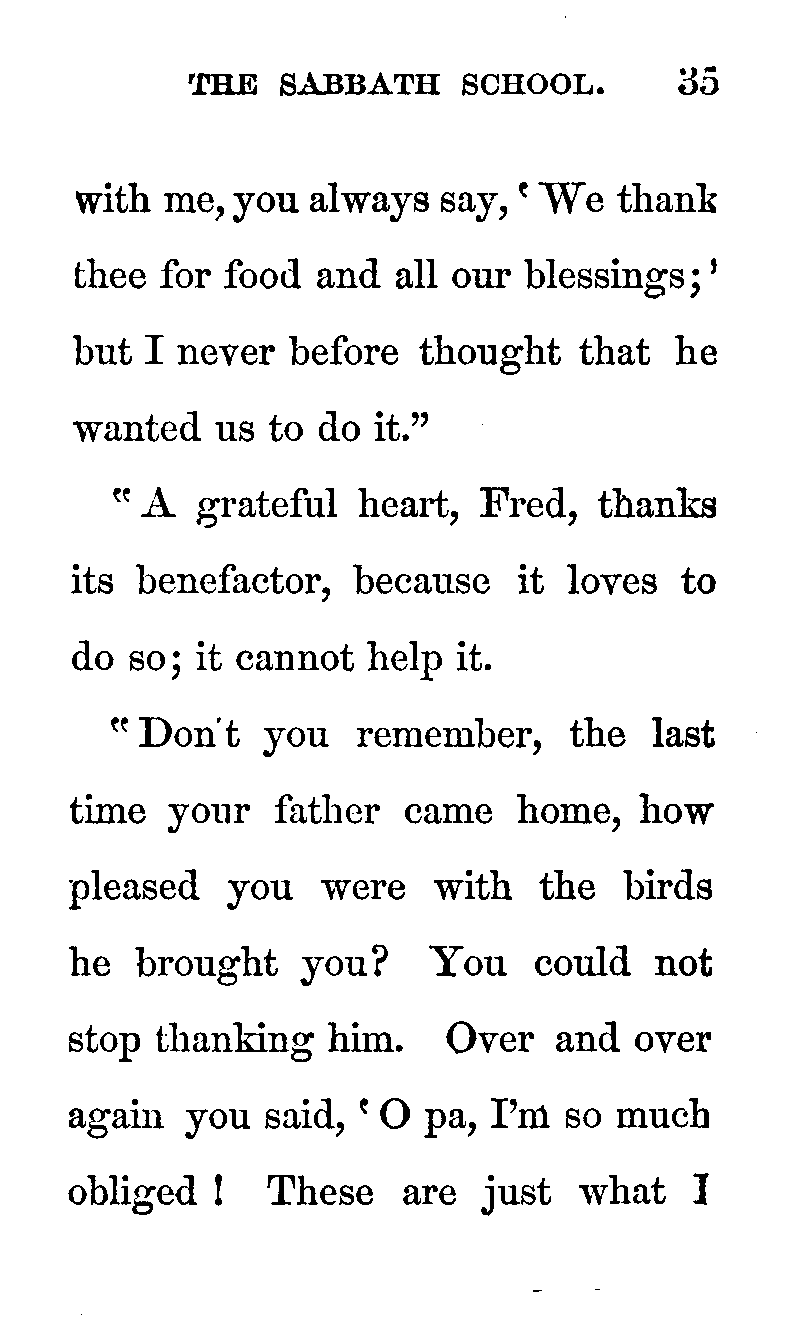 THE SABBATH SCHOOL. 35
with me, you always say, ‘We thank
thee for food and all our blessings;’
but I never before thought that he
wanted us to do it.”
“A grateful heart, Fred, thanks
its benefactor, because it loves to
do so; it cannot help it.
“Don't you remember, the last
time your father came home, how
pleased you were with the birds
he brought you? You could not
stop thanking him. Over and over
again you said, ‘O pa, I’m so much
obliged! These are just what I